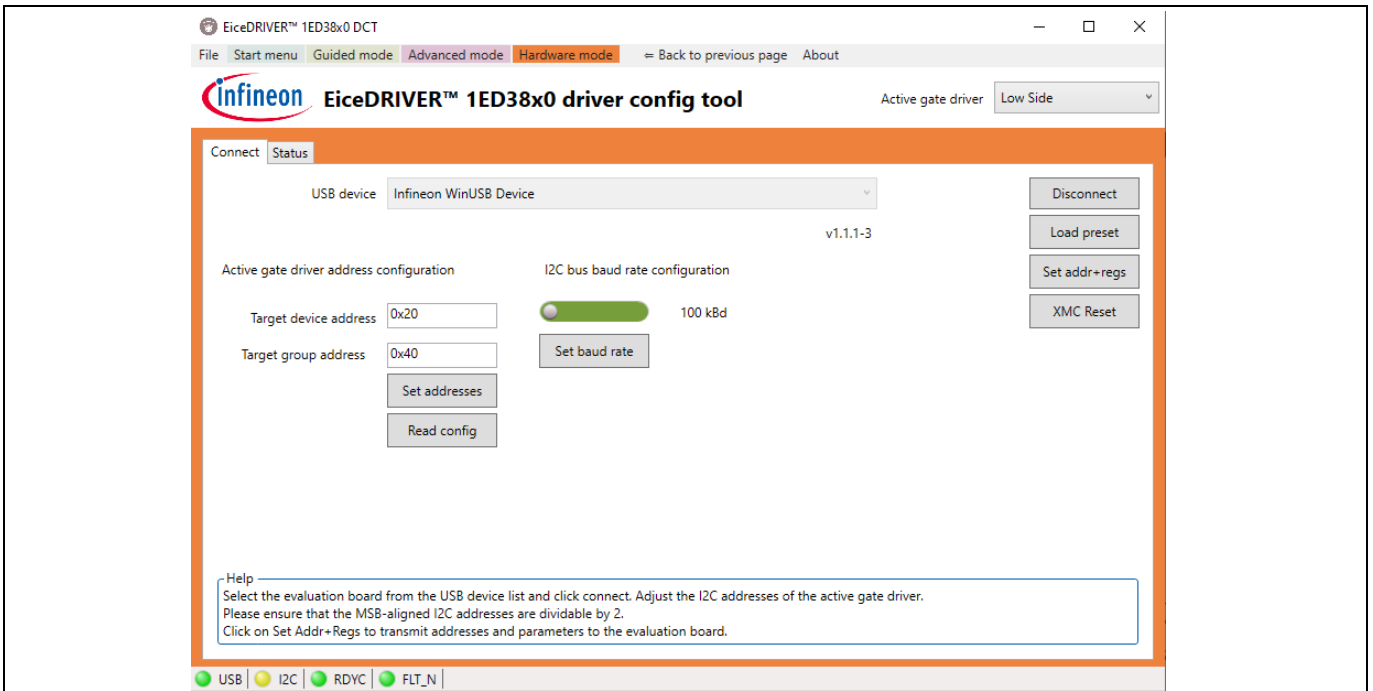 EiceDRIVER™ 1ED38x0 DCT
File Start menu Guided mode Advanced mode Hardware mode ⇐ Back to previous page About
infineon EiceDRIVER™ 1ED38x0 driver config tool Active gate driver Low Side
Connect Status
USB device Infineon WinUSB Device Disconnect
v1.1.1-3 Load preset
Active gate driver address configuration I2C bus baud rate configuration Set addr+regs
Target device address 0x20 100 kBd XMC Reset
Target group address 0x40 Set baud rate
Set addresses
Read config
Help
Select the evaluation board from the USB device list and click connect. Adjust the I2C addresses of the active gate driver.
Please ensure that the MSB-aligned I2C addresses are dividable by 2.
Click on Set Addr+Regs to transmit addresses and parameters to the evaluation board.
USB I2C RDYC FLT_N